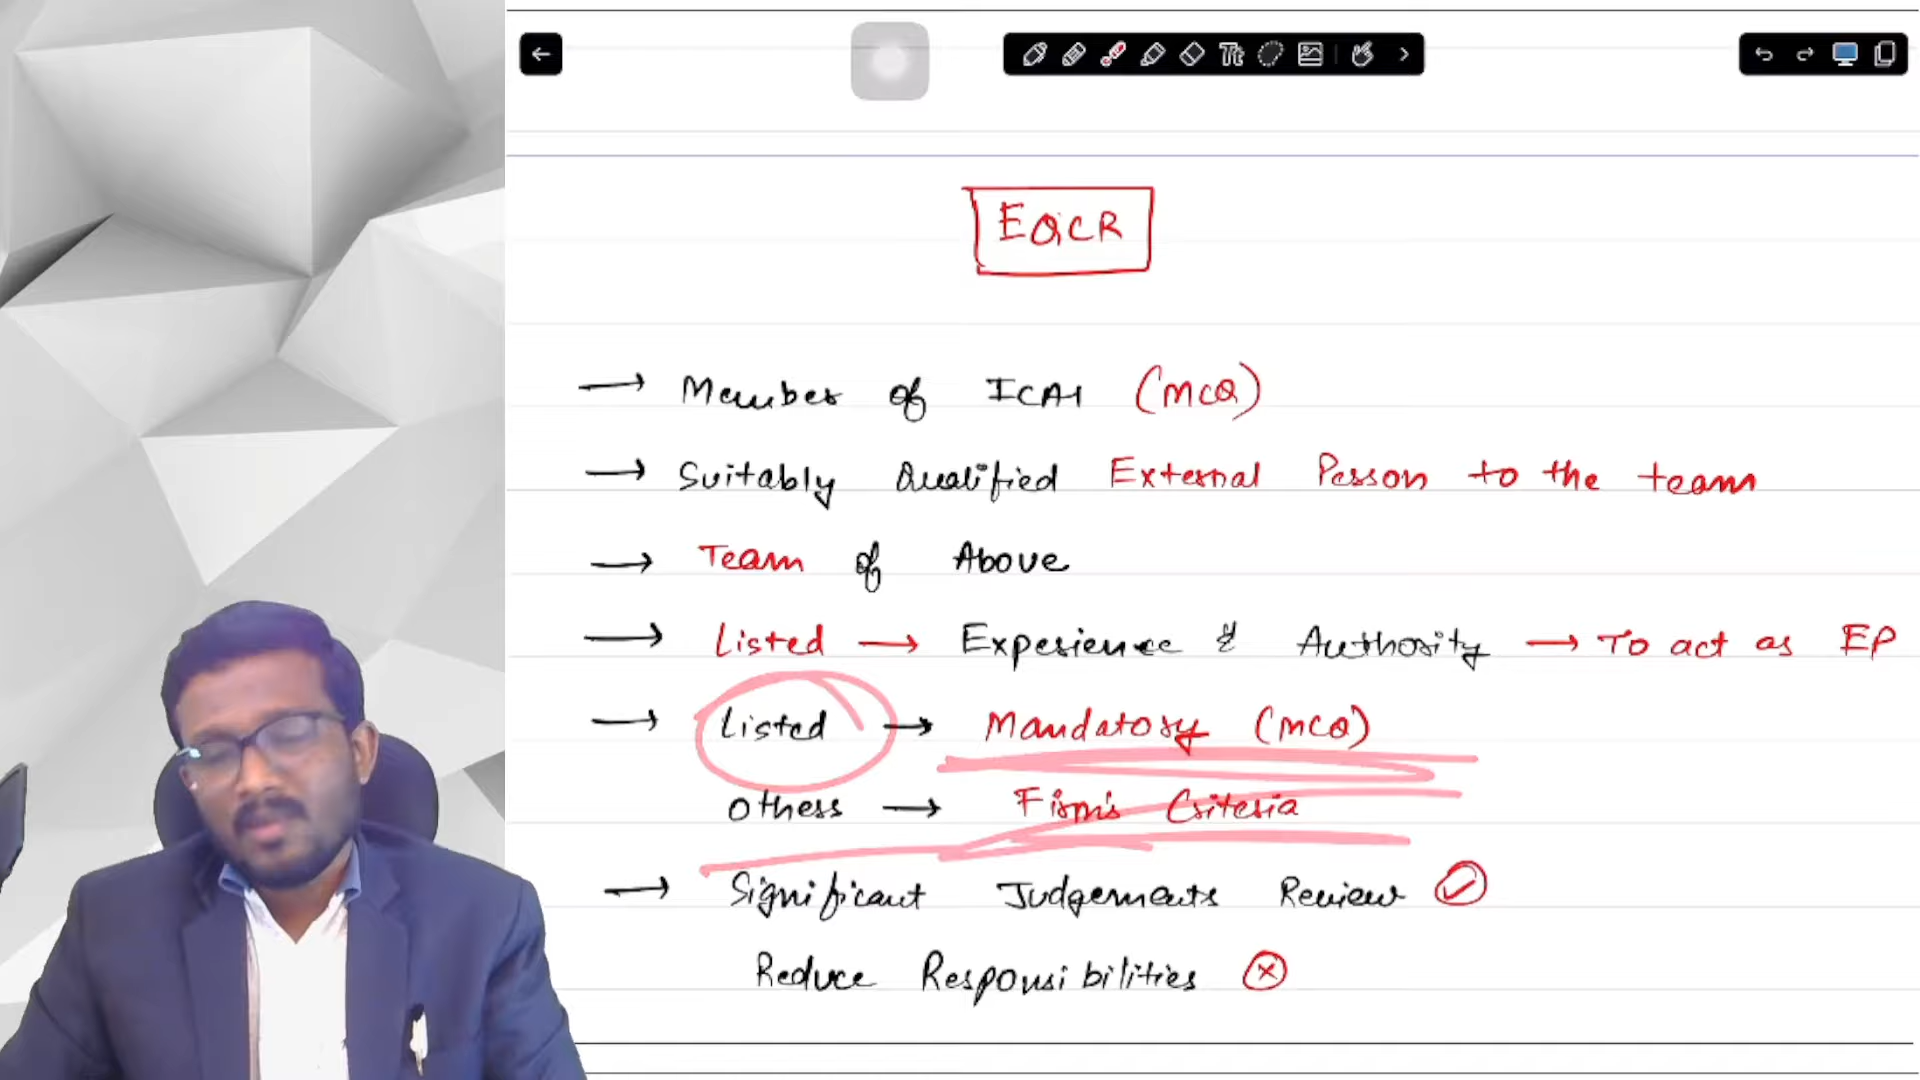 Tt
EQCR
→ Member of ICAI (MCQ)
→ Suitably Qualified External Person to the team
→ Team of Above
→ Listed → Experience & Authority → To act as EP
→ Listed → Mandatory (MCQ)
Others → Firm's Criteria
→ Significant Judgements Review ✓
Reduce Responsibilities ×